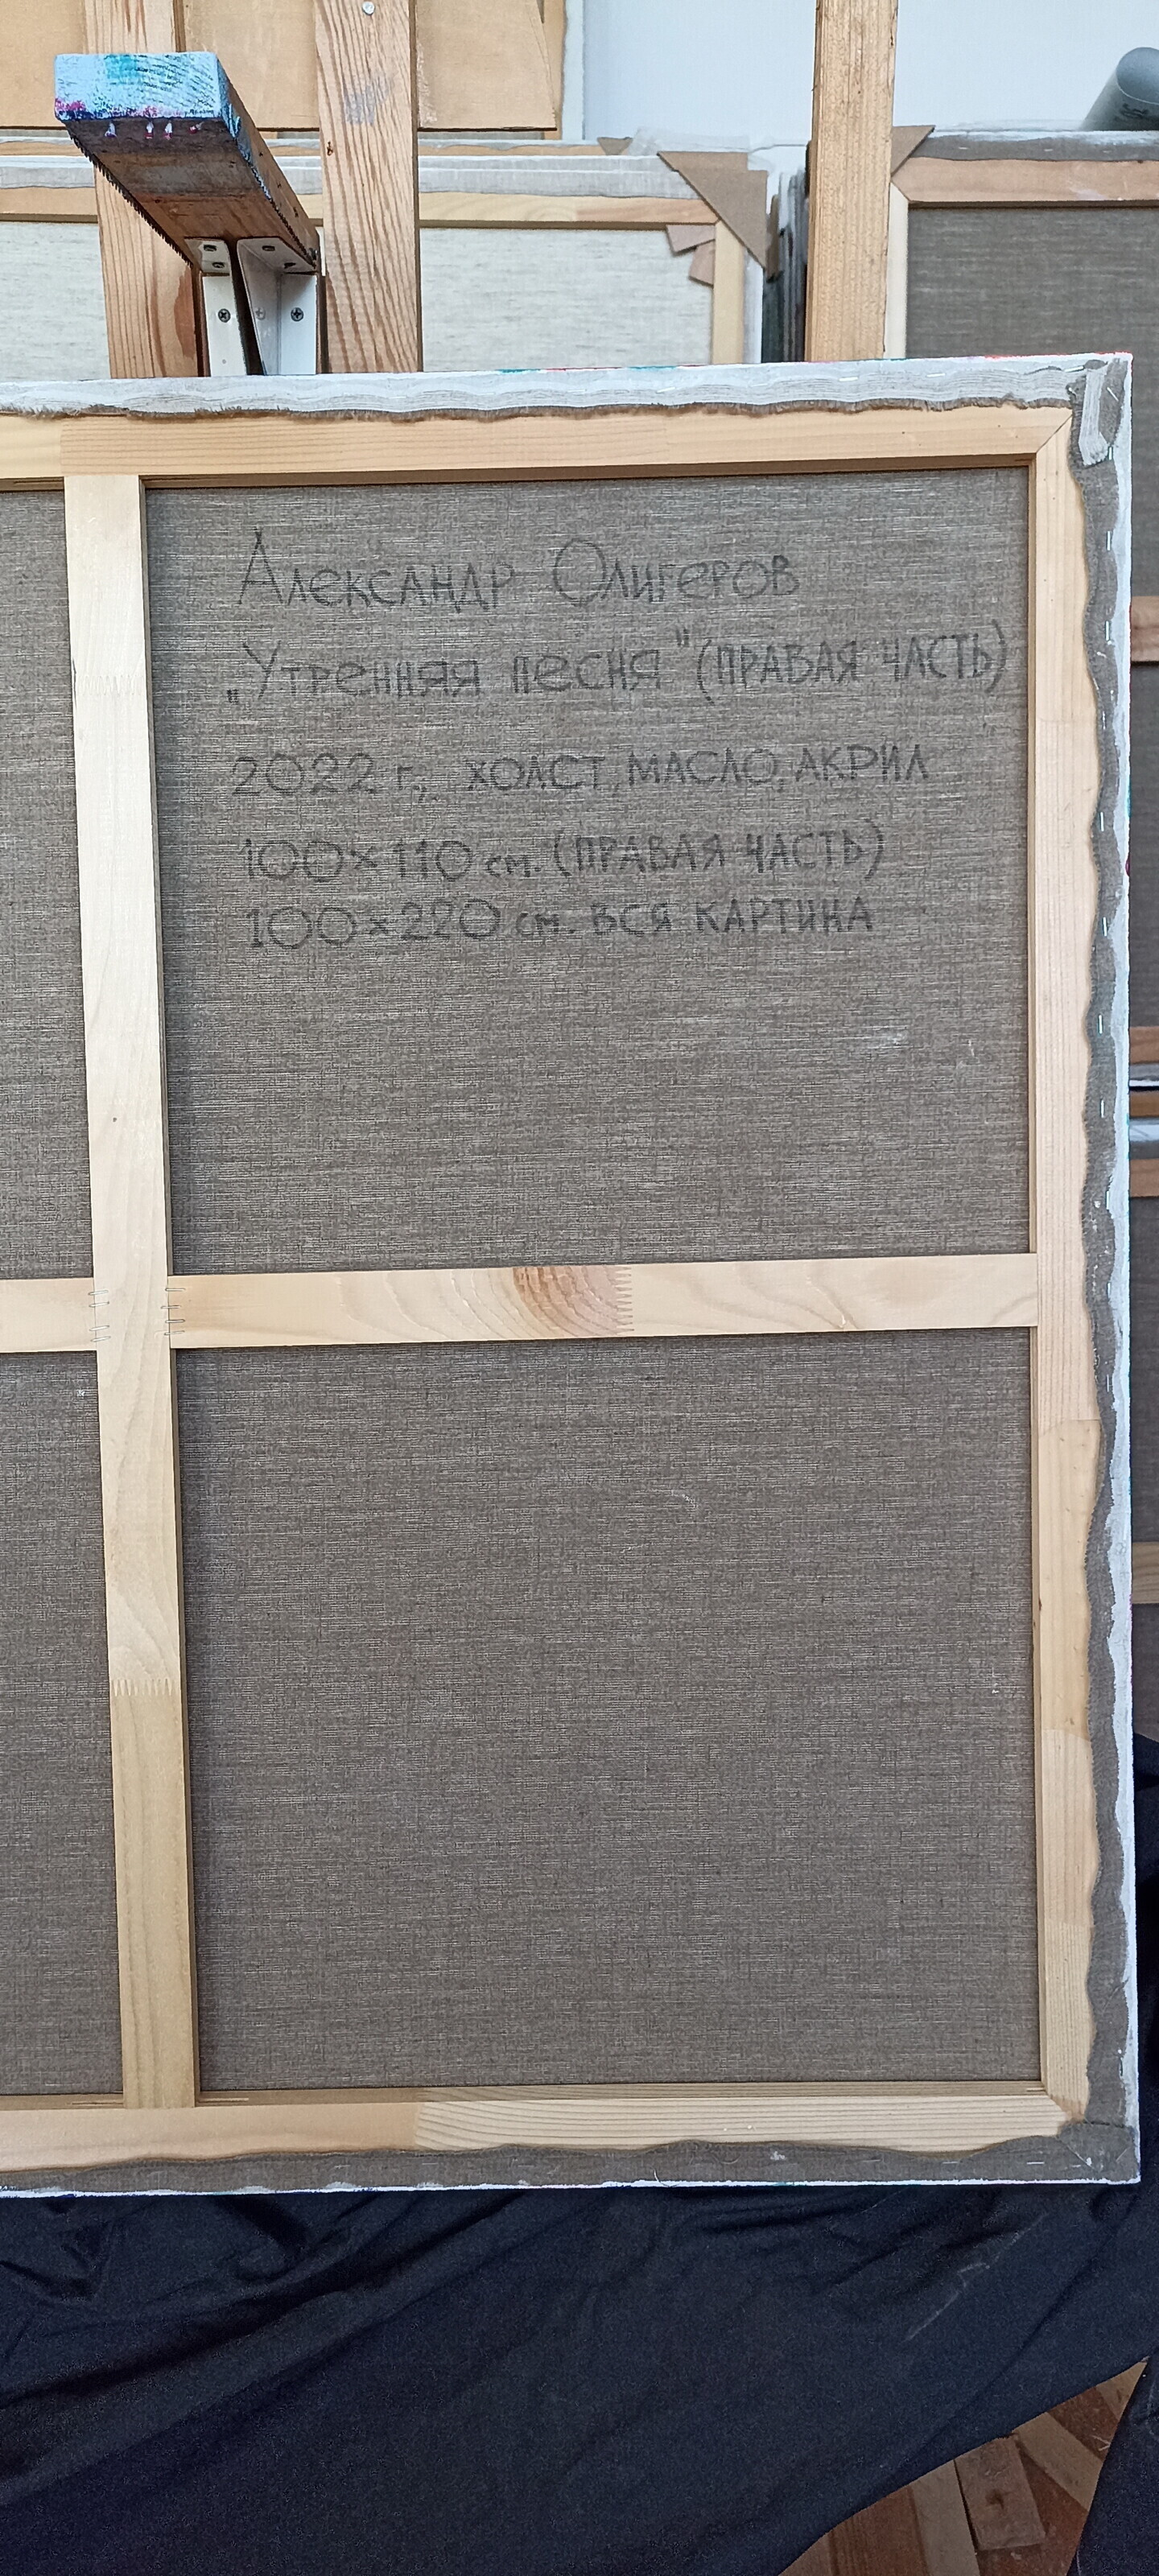 Александр Олигеров
„Утренняя песня" (правая часть)
2022 г., холст, масло, акрил
100×110 см. (правая часть)
100×220 см. вся картина